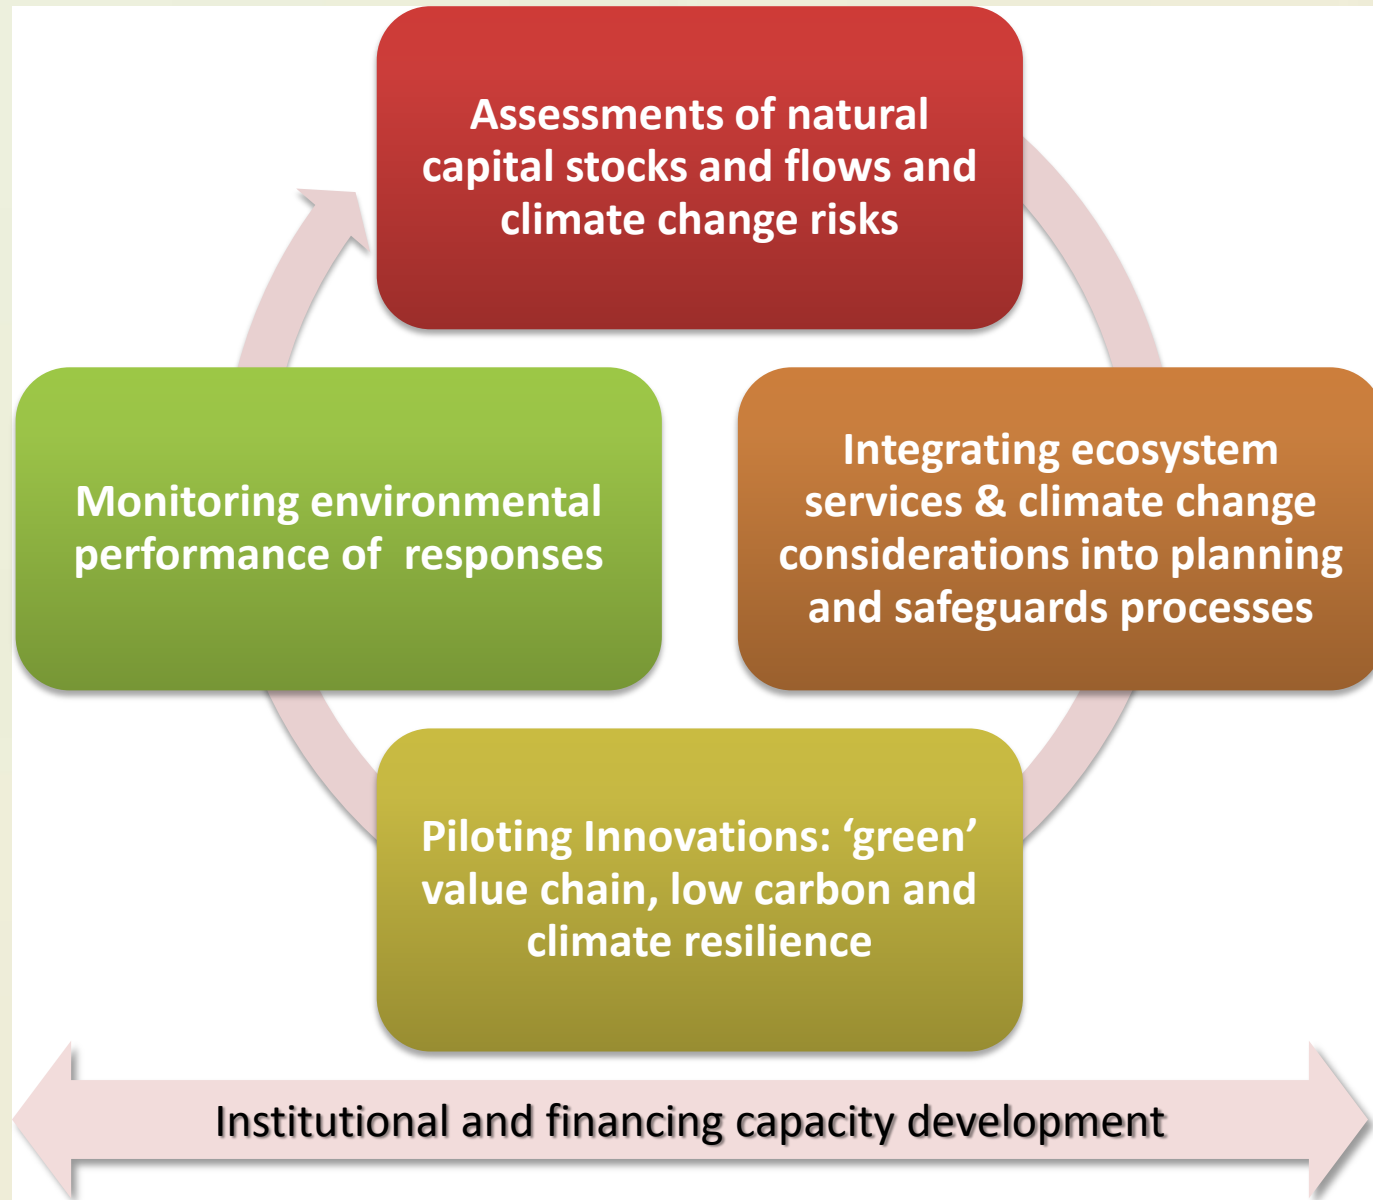 Assessments of natural
capital stocks and flows and
climate change risks
Monitoring environmental
performance of  responses
Integrating ecosystem
services & climate change
considerations into planning
and safeguards processes
Piloting Innovations: ‘green’
value chain, low carbon and
climate resilience
Institutional and financing capacity development